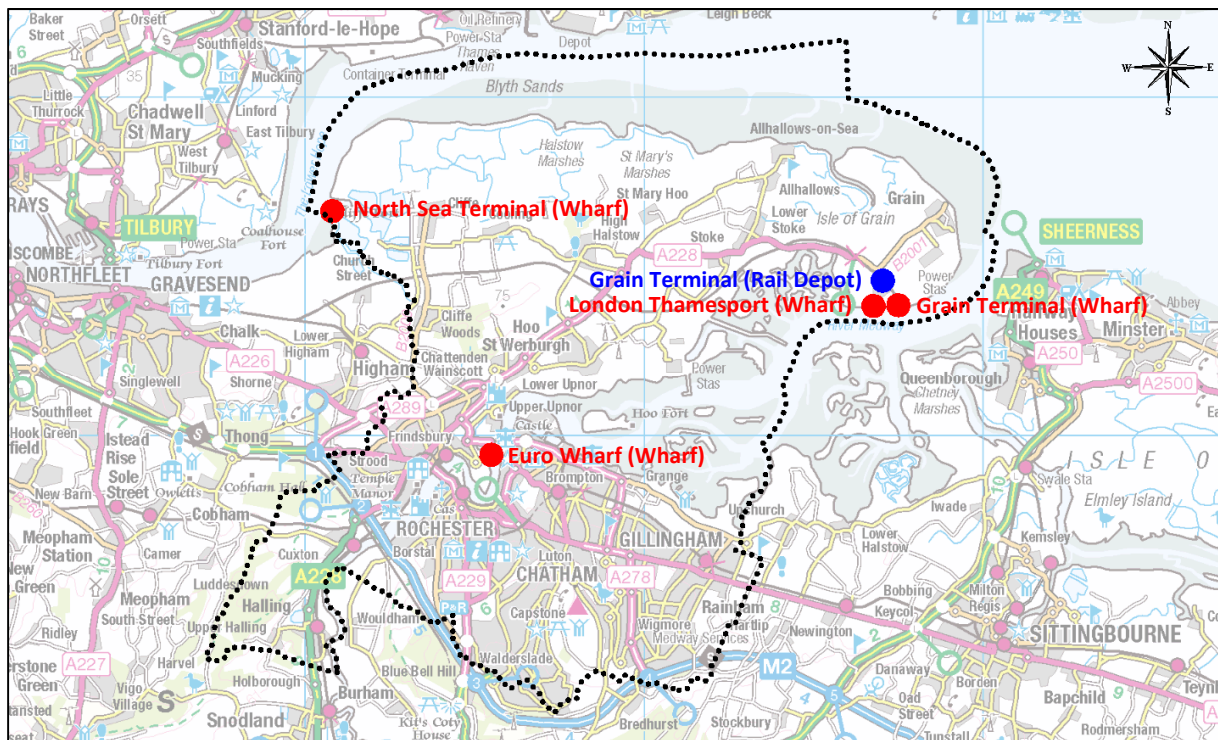 Baker Street
Orsett
Southfields
Stanford-le-Hope
Oil Refinery
Depot
Leigh Beck
Power Sta
Thames Haven
Container Terminal
Mucking
Linford
Little Thurrock
Chadwell St Mary
East Tilbury
West Tilbury
Blyth Sands
Allhallows-on-Sea
Halstow Marshes
St Mary's Marshes
St Mary Hoo
Allhallows
Grain
Isle of Grain
Lower Stoke
Stoke
High Halstow
Cliffe
Cooling
North Sea Terminal (Wharf)
RAYS
TILBURY
Coalhouse Fort
Power Sta
Tilbury Fort
Church Street
A228
B2001
SHEERNESS
A249
Grain Terminal (Rail Depot)
London Thamesport (Wharf)
Grain Terminal (Wharf)
Power Stas
NORTHFLEET
GRAVESEND
75
Cliffe Woods
Hoo St Werburgh
Halfway Houses
Minster
Abbey
A250
A2500
Chalk
Lower Higham
Higham
A226
Shorne
Chattenden
Wainscott
Lower Upnor
Upper Upnor
Castle
Power Stas
Hoo Fort
Queenborough
Chetney Marshes
Singlewell
Southfleet
Hook Green
Istead Rise
Sole Street
Thong
A289
Frindsbury
Strood
Temple Manor
Euro Wharf (Wharf)
Brompton
Grange
ISLE O
Swale Sta
Elmley Island
New Barn
Owletts
Cobham Hall
Cobham
Meopham Station
Camer
ROCHESTER
Borstal
GILLINGHAM
Upchurch
Iwade
Lower Halstow
Kemsley
Cuxton
Luddesdown
A228
Luton
CHATHAM
A229
A278
Bobbing
New Green
Meopham
South Street
Halling
Upper Halling
Wouldham
P&R
Capstone
Wigmore
Rainham
Hartlip
Medway Services
Newington
Keycol
Milton Regis
SITTINGBOURNE
Ridley
Harvel
A227
Vigo Village
Holborough
Blue Bell Hill
Walderslade
M2
Danaway
Borden
Bapchild
Burham
Snodland
Kit's Coty House
Bredhurst
Stockbury
Oad Street
Tunstall
Rodmersham
N
W
E
S